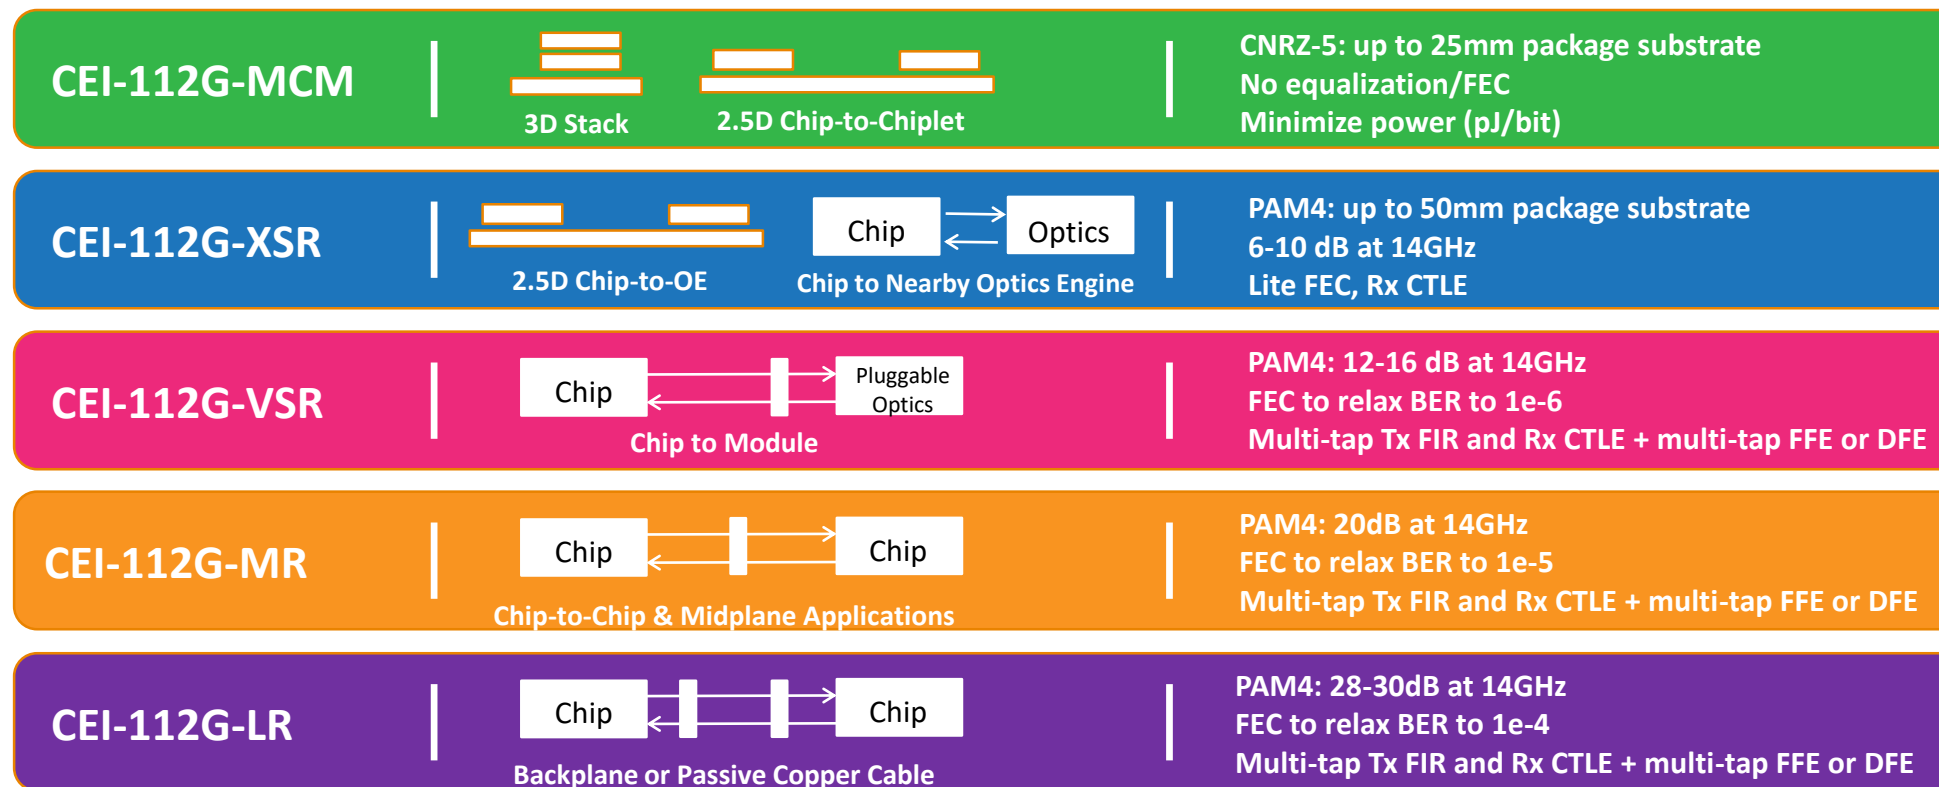 CEI-112G-MCM
3D Stack
2.5D Chip-to-Chiplet
CNRZ-5: up to 25mm package substrate
No equalization/FEC
Minimize power (pJ/bit)
CEI-112G-XSR
2.5D Chip-to-OE
Chip
Optics
Chip to Nearby Optics Engine
PAM4: up to 50mm package substrate
6-10 dB at 14GHz
Lite FEC, Rx CTLE
CEI-112G-VSR
Chip
Pluggable
Optics
Chip to Module
PAM4: 12-16 dB at 14GHz
FEC to relax BER to 1e-6
Multi-tap Tx FIR and Rx CTLE + multi-tap FFE or DFE
CEI-112G-MR
Chip
Chip
Chip-to-Chip & Midplane Applications
PAM4: 20dB at 14GHz
FEC to relax BER to 1e-5
Multi-tap Tx FIR and Rx CTLE + multi-tap FFE or DFE
CEI-112G-LR
Chip
Chip
Backplane or Passive Copper Cable
PAM4: 28-30dB at 14GHz
FEC to relax BER to 1e-4
Multi-tap Tx FIR and Rx CTLE + multi-tap FFE or DFE